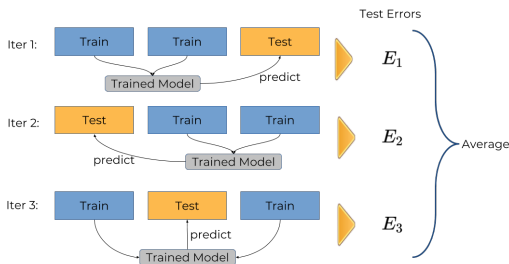 Test Errors
Iter 1:
Train Train Test
E1
Trained Model
predict
Iter 2:
Test Train Train
E2
Average
predict
Trained Model
Iter 3:
Train Test Train
E3
predict
Trained Model